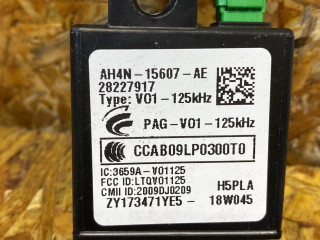 AH4N-15607-AE
28227917
Type: V01-125kHz
PAG-V01-125kHz
CCAB09LP0300T0
IC:3659A-V01125
FCC ID:LTQV01125
CMII ID:2009DJ0209
H5PLA
ZY173471YE5- 18W045